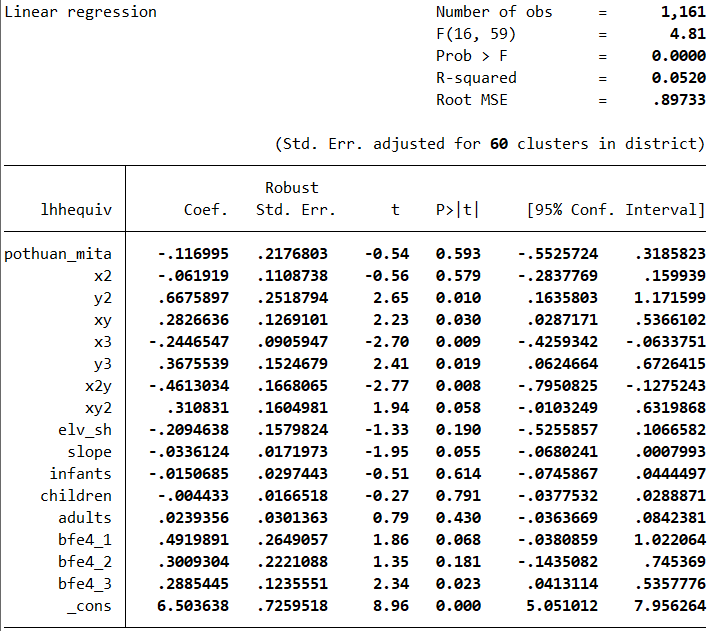 Linear regression Number of obs = 1,161
F(16, 59) = 4.81
Prob > F = 0.0000
R-squared = 0.0520
Root MSE = .89733
(Std. Err. adjusted for 60 clusters in district)
Robust
lhhequiv Coef. Std. Err. t P>|t| [95% Conf. Interval]
pothuan_mita -.116995 .2176803 -0.54 0.593 -.5525724 .3185823
x2 -.061919 .1108738 -0.56 0.579 -.2837769 .159939
y2 .6675897 .2518794 2.65 0.010 .1635803 1.171599
xy .2826636 .1269101 2.23 0.030 .0287171 .5366102
x3 -.2446547 .0905947 -2.70 0.009 -.4259342 -.0633751
y3 .3675539 .1524679 2.41 0.019 .0624664 .6726415
x2y -.4613034 .1668065 -2.77 0.008 -.7950825 -.1275243
xy2 .310831 .1604981 1.94 0.058 -.0103249 .6319868
elv_sh -.2094638 .1579824 -1.33 0.190 -.5255857 .1066582
slope -.0336124 .0171973 -1.95 0.055 -.0680241 .0007993
infants -.0150685 .0297443 -0.51 0.614 -.0745867 .0444497
children -.004433 .0166518 -0.27 0.791 -.0377532 .0288871
adults .0239356 .0301363 0.79 0.430 -.0363669 .0842381
bfe4_1 .4919891 .2649057 1.86 0.068 -.0380859 1.022064
bfe4_2 .3009304 .2221088 1.35 0.181 -.1435082 .745369
bfe4_3 .2885445 .1235551 2.34 0.023 .0413114 .5357776
_cons 6.503638 .7259518 8.96 0.000 5.051012 7.956264